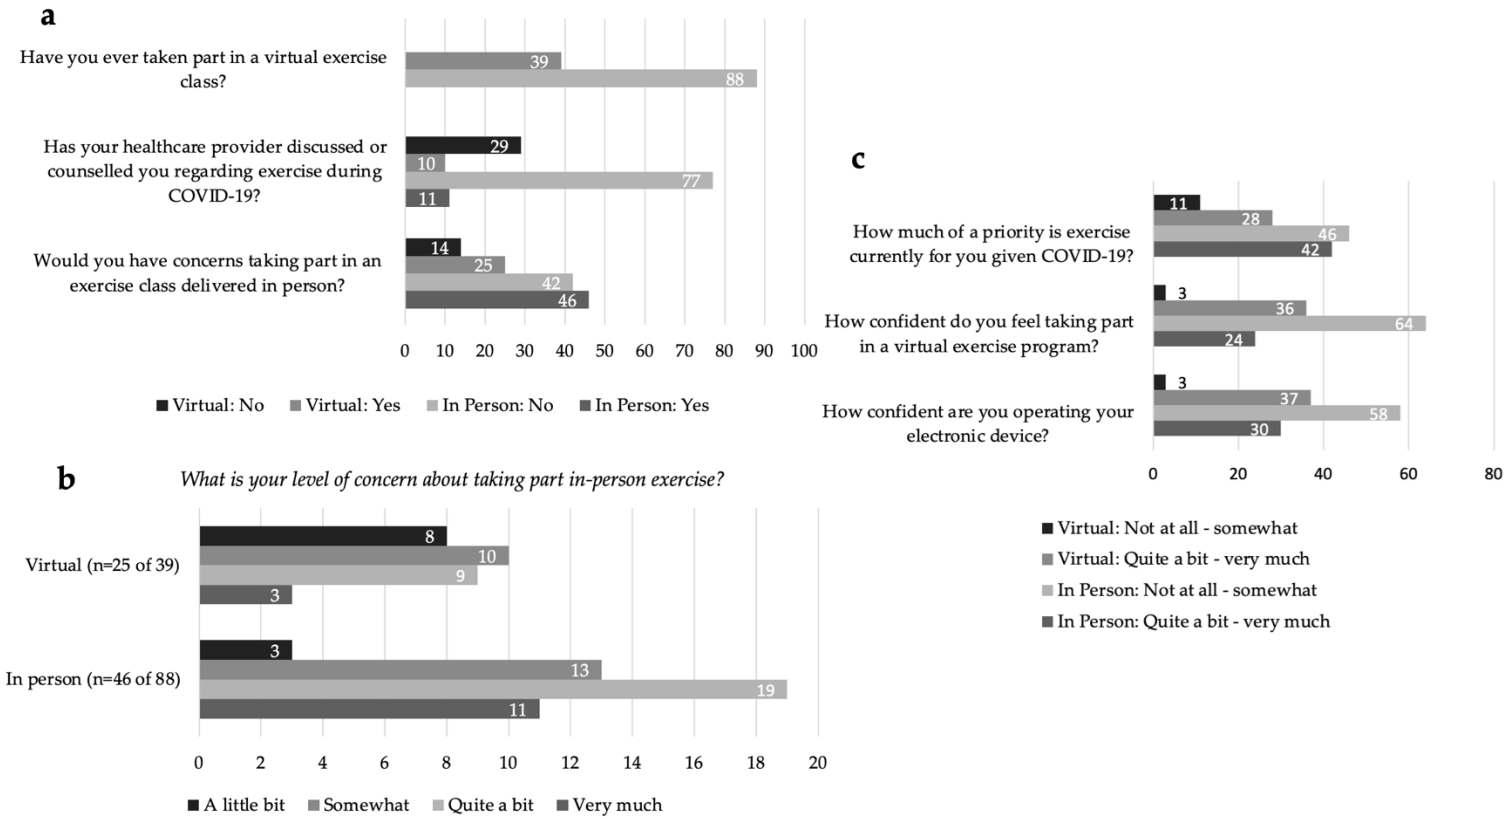 a
Have you ever taken part in a virtual exercise
class?
39
88
Has your healthcare provider discussed or
counselled you regarding exercise during
COVID-19?
29
10
77
11
Would you have concerns taking part in an
exercise class delivered in person?
14
25
42
46
0 10 20 30 40 50 60 70 80 90 100
Virtual: No Virtual: Yes In Person: No In Person: Yes
b
What is your level of concern about taking part in-person exercise?
Virtual (n=25 of 39)
8
10
9
3
In person (n=46 of 88)
3
13
19
11
0 2 4 6 8 10 12 14 16 18 20
A little bit Somewhat Quite a bit Very much
c
How much of a priority is exercise
currently for you given COVID-19?
11
28
46
42
How confident do you feel taking part
in a virtual exercise program?
3
36
64
24
How confident are you operating your
electronic device?
3
37
58
30
0 20 40 60 80
Virtual: Not at all - somewhat
Virtual: Quite a bit - very much
In Person: Not at all - somewhat
In Person: Quite a bit - very much